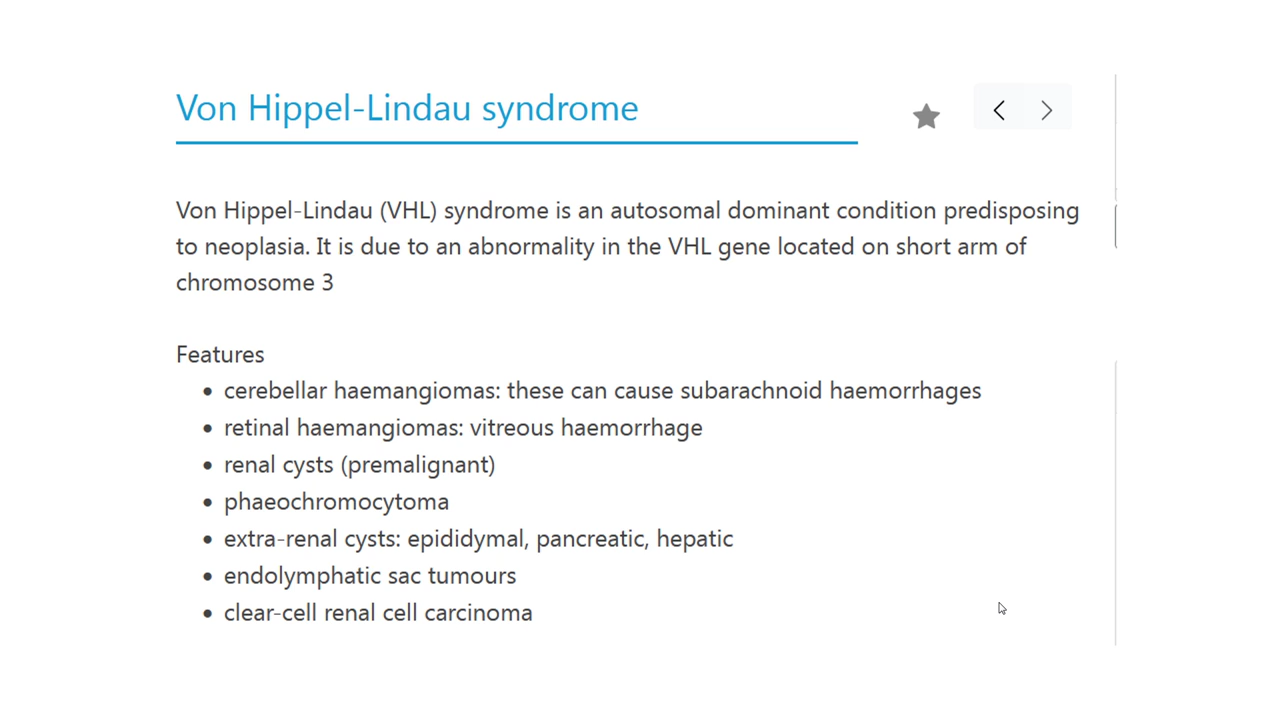 Von Hippel-Lindau syndrome
Von Hippel-Lindau (VHL) syndrome is an autosomal dominant condition predisposing
to neoplasia. It is due to an abnormality in the VHL gene located on short arm of
chromosome 3
Features
• cerebellar haemangiomas: these can cause subarachnoid haemorrhages
• retinal haemangiomas: vitreous haemorrhage
• renal cysts (premalignant)
• phaeochromocytoma
• extra-renal cysts: epididymal, pancreatic, hepatic
• endolymphatic sac tumours
• clear-cell renal cell carcinoma